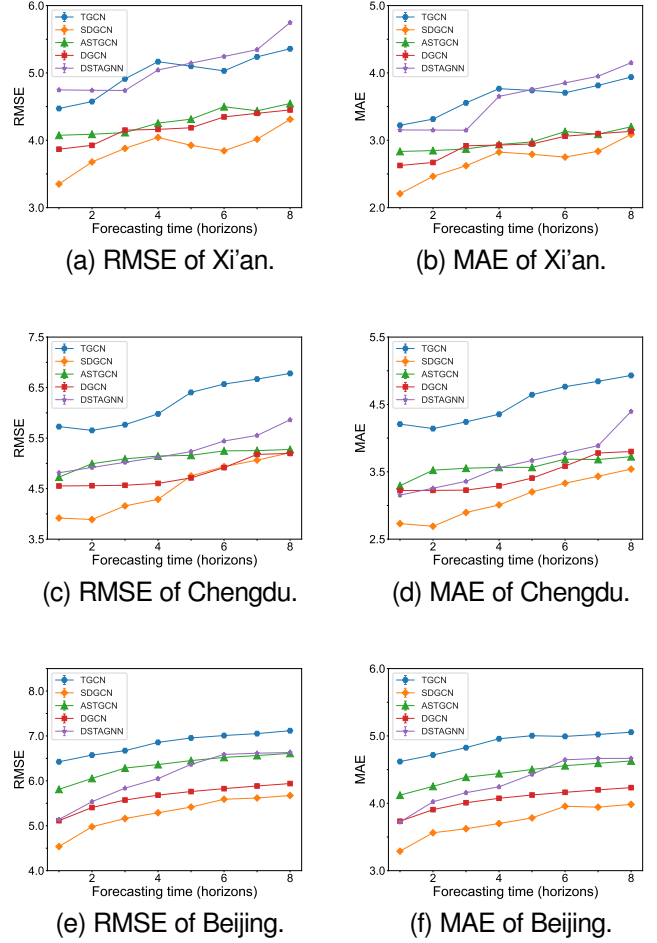 6.0
5.0
4.0
3.0
RMSE
TGCN
SDGCN
ASTGCN
DGCN
DSTAGNN
2 4 6 8
Forecasting time (horizons)
(a) RMSE of Xi'an.
5.0
4.0
3.0
2.0
MAE
TGCN
SDGCN
ASTGCN
DGCN
DSTAGNN
2 4 6 8
Forecasting time (horizons)
(b) MAE of Xi'an.
7.5
6.5
5.5
4.5
3.5
RMSE
TGCN
SDGCN
ASTGCN
DGCN
DSTAGNN
2 4 6 8
Forecasting time (horizons)
(c) RMSE of Chengdu.
5.5
4.5
3.5
2.5
MAE
TGCN
SDGCN
ASTGCN
DGCN
DSTAGNN
2 4 6 8
Forecasting time (horizons)
(d) MAE of Chengdu.
8.0
7.0
6.0
5.0
4.0
RMSE
TGCN
SDGCN
ASTGCN
DGCN
DSTAGNN
2 4 6 8
Forecasting time (horizons)
(e) RMSE of Beijing.
6.0
5.0
4.0
3.0
MAE
TGCN
SDGCN
ASTGCN
DGCN
DSTAGNN
2 4 6 8
Forecasting time (horizons)
(f) MAE of Beijing.